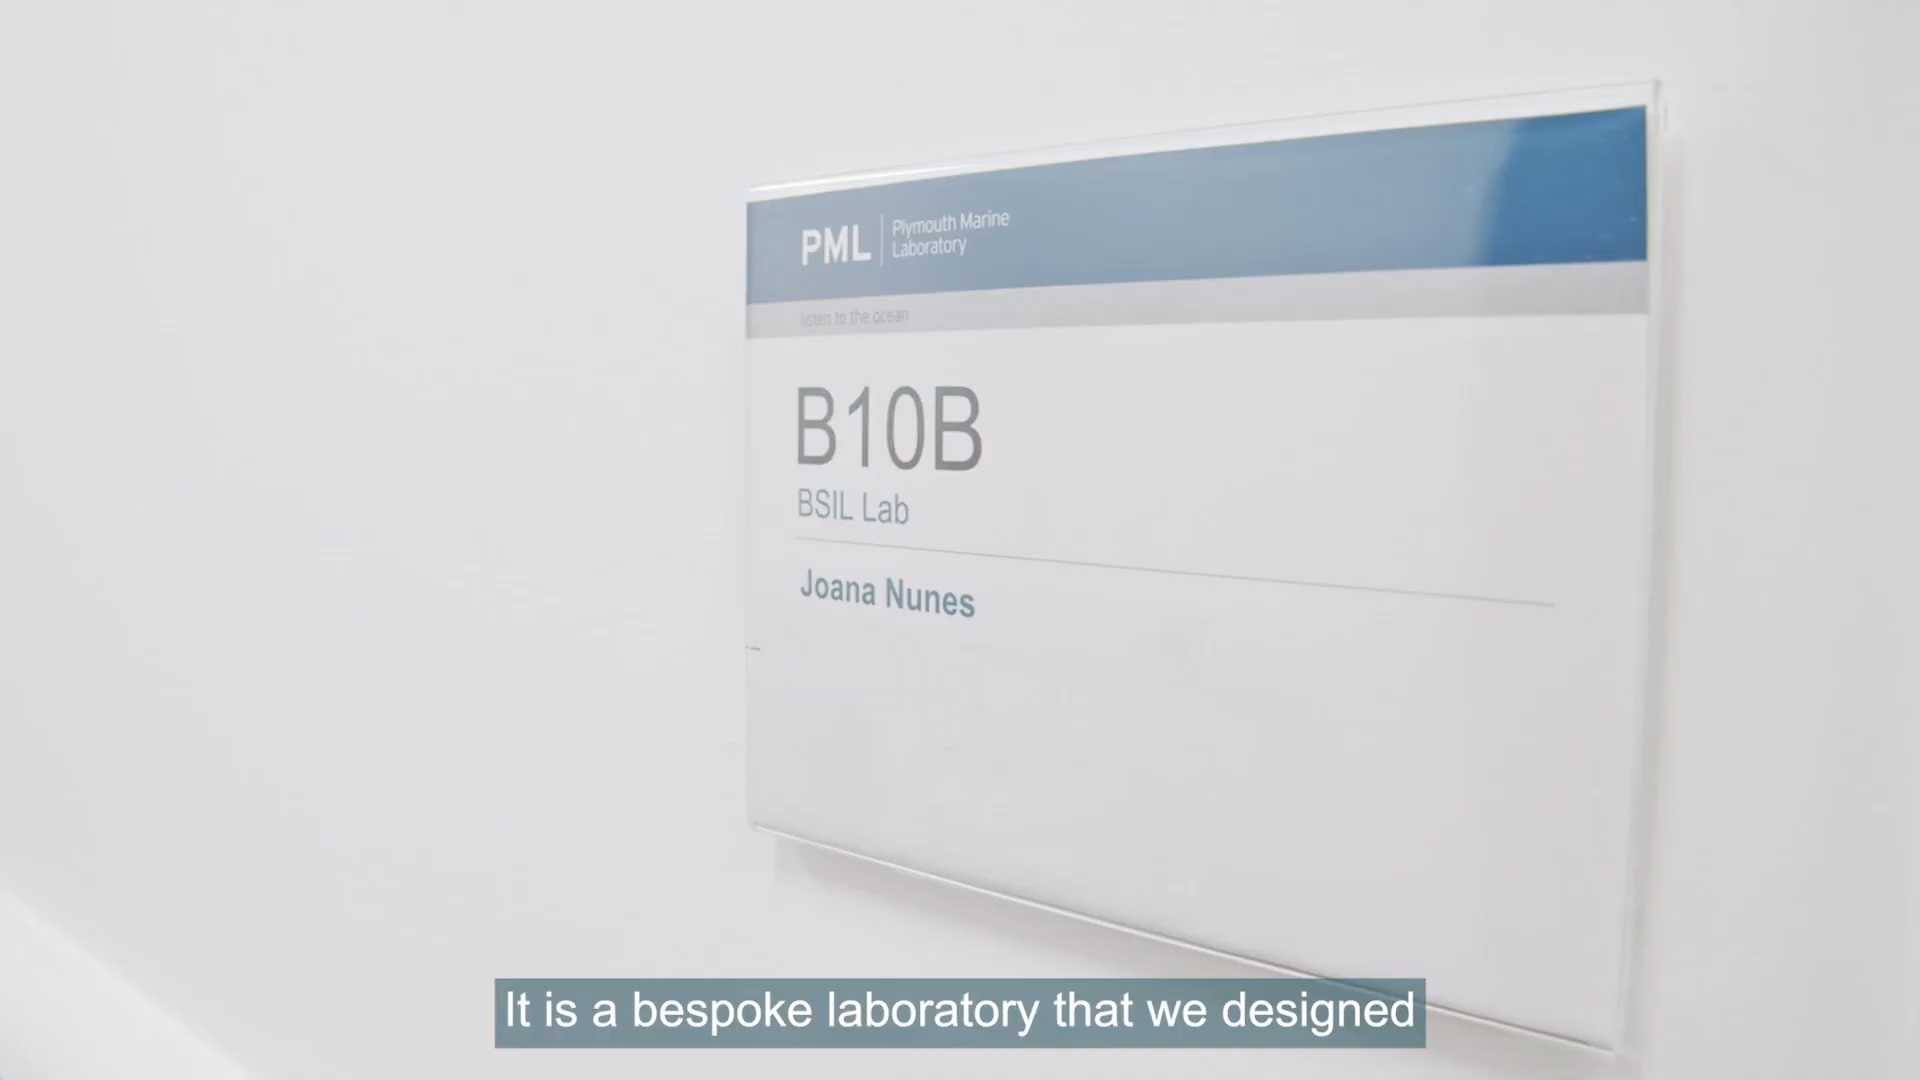 PML
Plymouth Marine
Laboratory
listen to the ocean
B10B
BSIL Lab
Joana Nunes
It is a bespoke laboratory that we designed